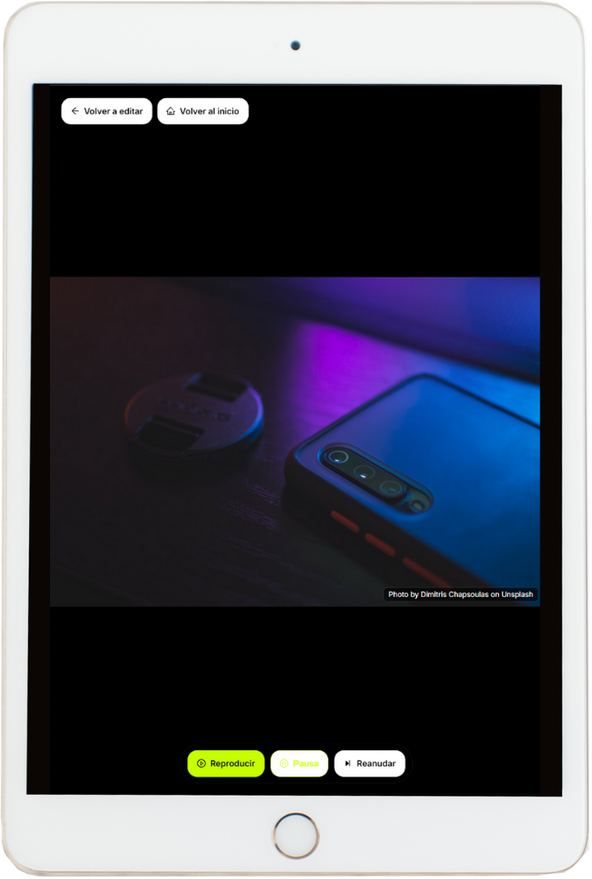 Volver a editar
Volver al inicio
Photo by Dimitris Chapsoulas on Unsplash
Reproducir
Pausa
Reanudar